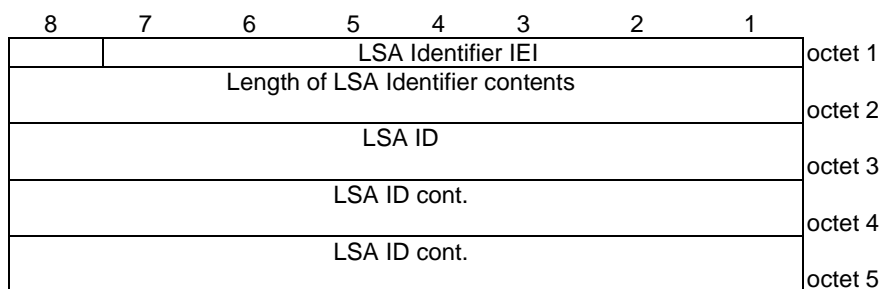 8 7 6 5 4 3 2 1
LSA Identifier IEI octet 1
Length of LSA Identifier contents
octet 2
LSA ID
octet 3
LSA ID cont.
octet 4
LSA ID cont.
octet 5